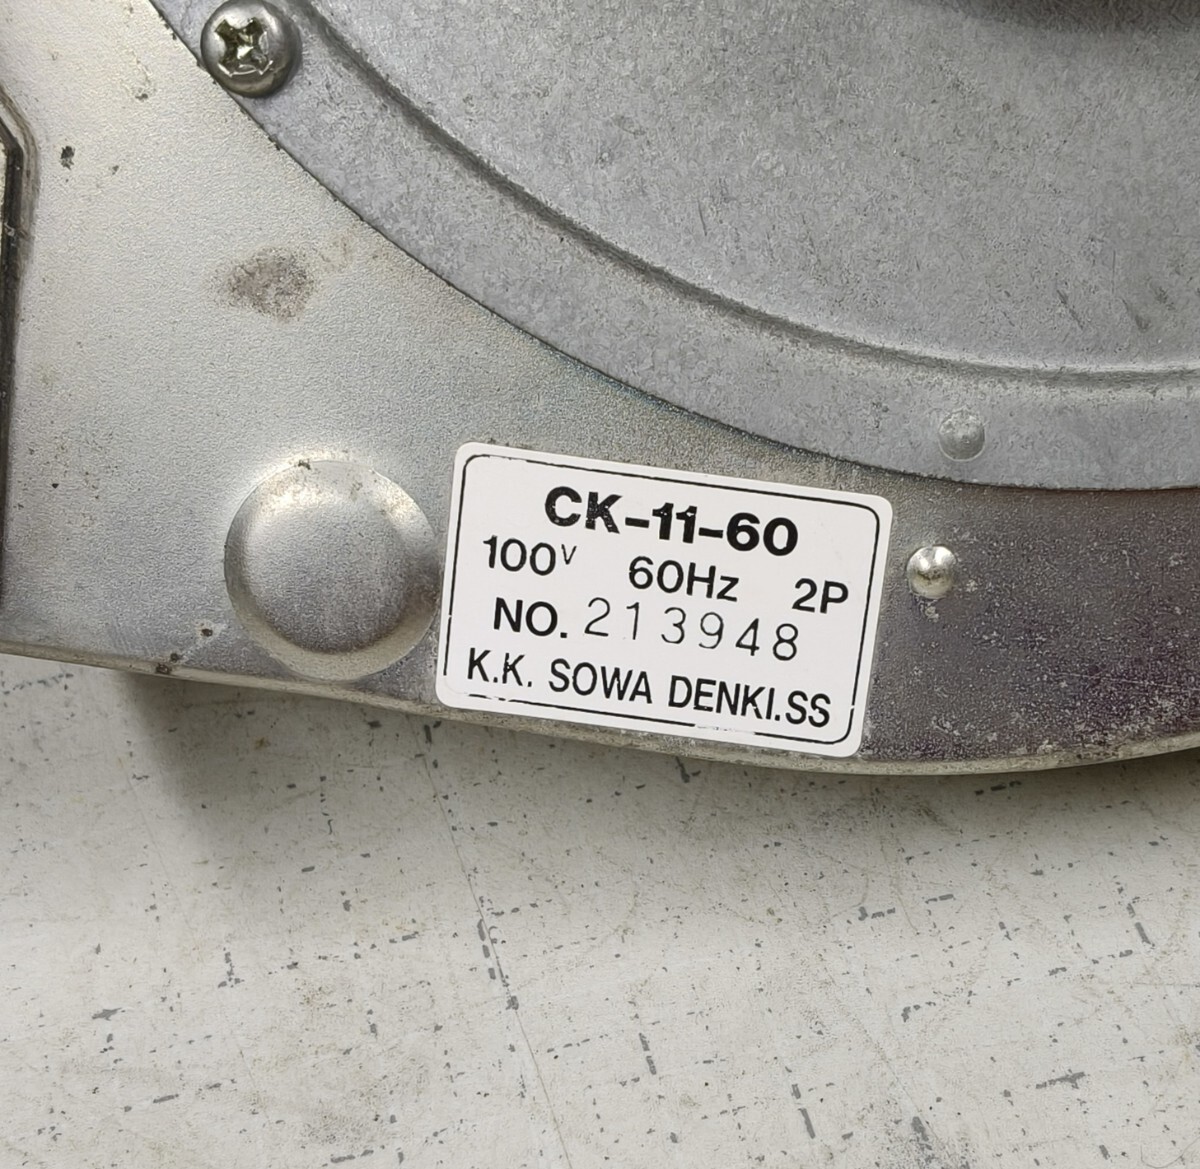 CK-11-60
100V 60Hz 2P
NO. 213948
K.K. SOWA DENKI.SS